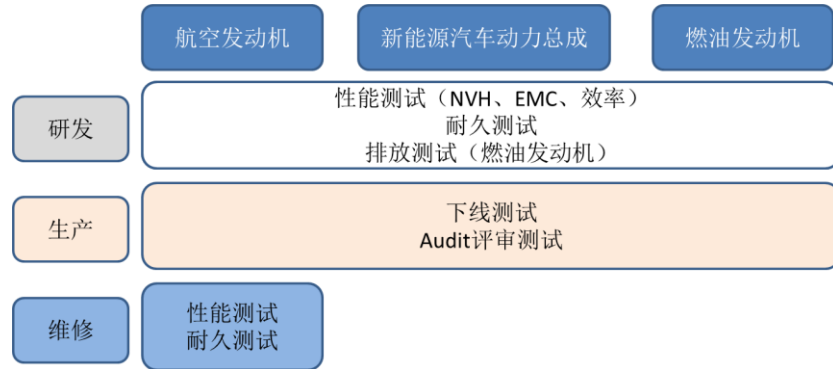 航空发动机
新能源汽车动力总成
燃油发动机
研发
性能测试（NVH、EMC、效率）
耐久测试
排放测试（燃油发动机）
生产
下线测试
Audit评审测试
维修
性能测试
耐久测试